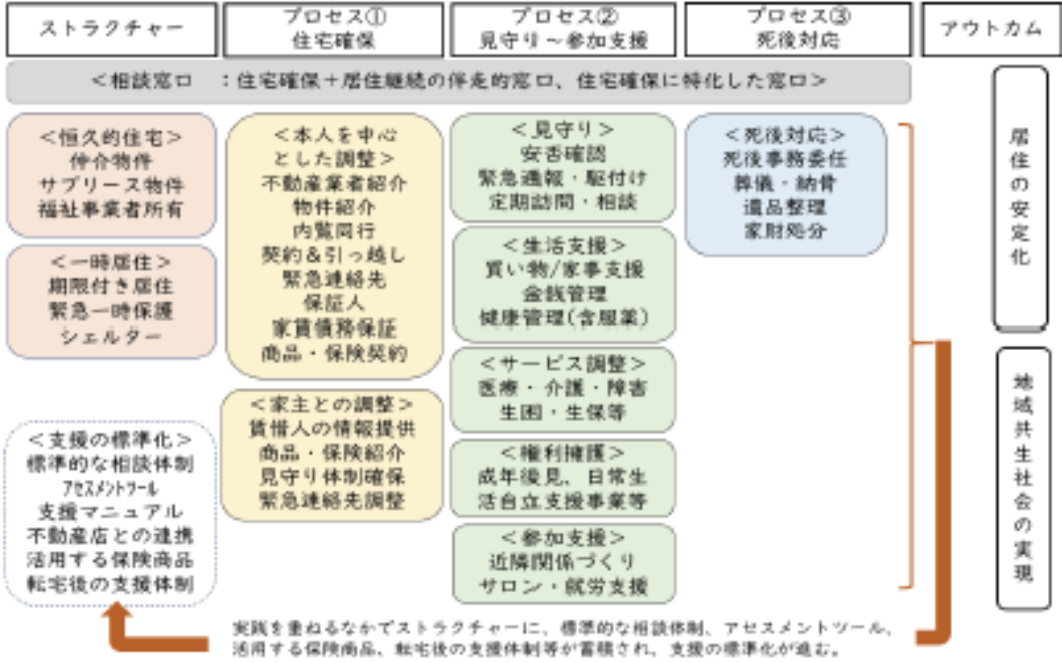 ストラクチャー
プロセス①
住宅確保
プロセス②
見守り～参加支援
プロセス③
死後対応
アウトカム
＜相談窓口　：住宅確保＋居住継続の伴走的窓口、住宅確保に特化した窓口＞
＜恒久的住宅＞
仲介物件
サブリース物件
福祉事業者所有
＜一時居住＞
期限付き居住
緊急一時保護
シェルター
＜支援の標準化＞
標準的な相談体制
ｱｾｽﾒﾝﾄﾂｰﾙ
支援マニュアル
不動産店との連携
活用する保険商品
転宅後の支援体制
＜本人を中心
とした調整＞
不動産業者紹介
物件紹介
内覧同行
契約＆引っ越し
緊急連絡先
保証人
家賃債務保証
商品・保険契約
＜家主との調整＞
賃借人の情報提供
商品・保険紹介
見守り体制確保
緊急連絡先調整
＜見守り＞
安否確認
緊急通報・駆付け
定期訪問・相談
＜生活支援＞
買い物/家事支援
金銭管理
健康管理(含服薬)
＜サービス調整＞
医療・介護・障害
生困・生保等
＜権利擁護＞
成年後見、日常生
活自立支援事業等
＜参加支援＞
近隣関係づくり
サロン・就労支援
＜死後対応＞
死後事務委任
葬儀・納骨
遺品整理
家財処分
居住の安定化
地域共生社会の実現
実践を重ねるなかでストラクチャーに、標準的な相談体制、アセスメントツール、
活用する保険商品、転宅後の支援体制等が蓄積され、支援の標準化が進む。